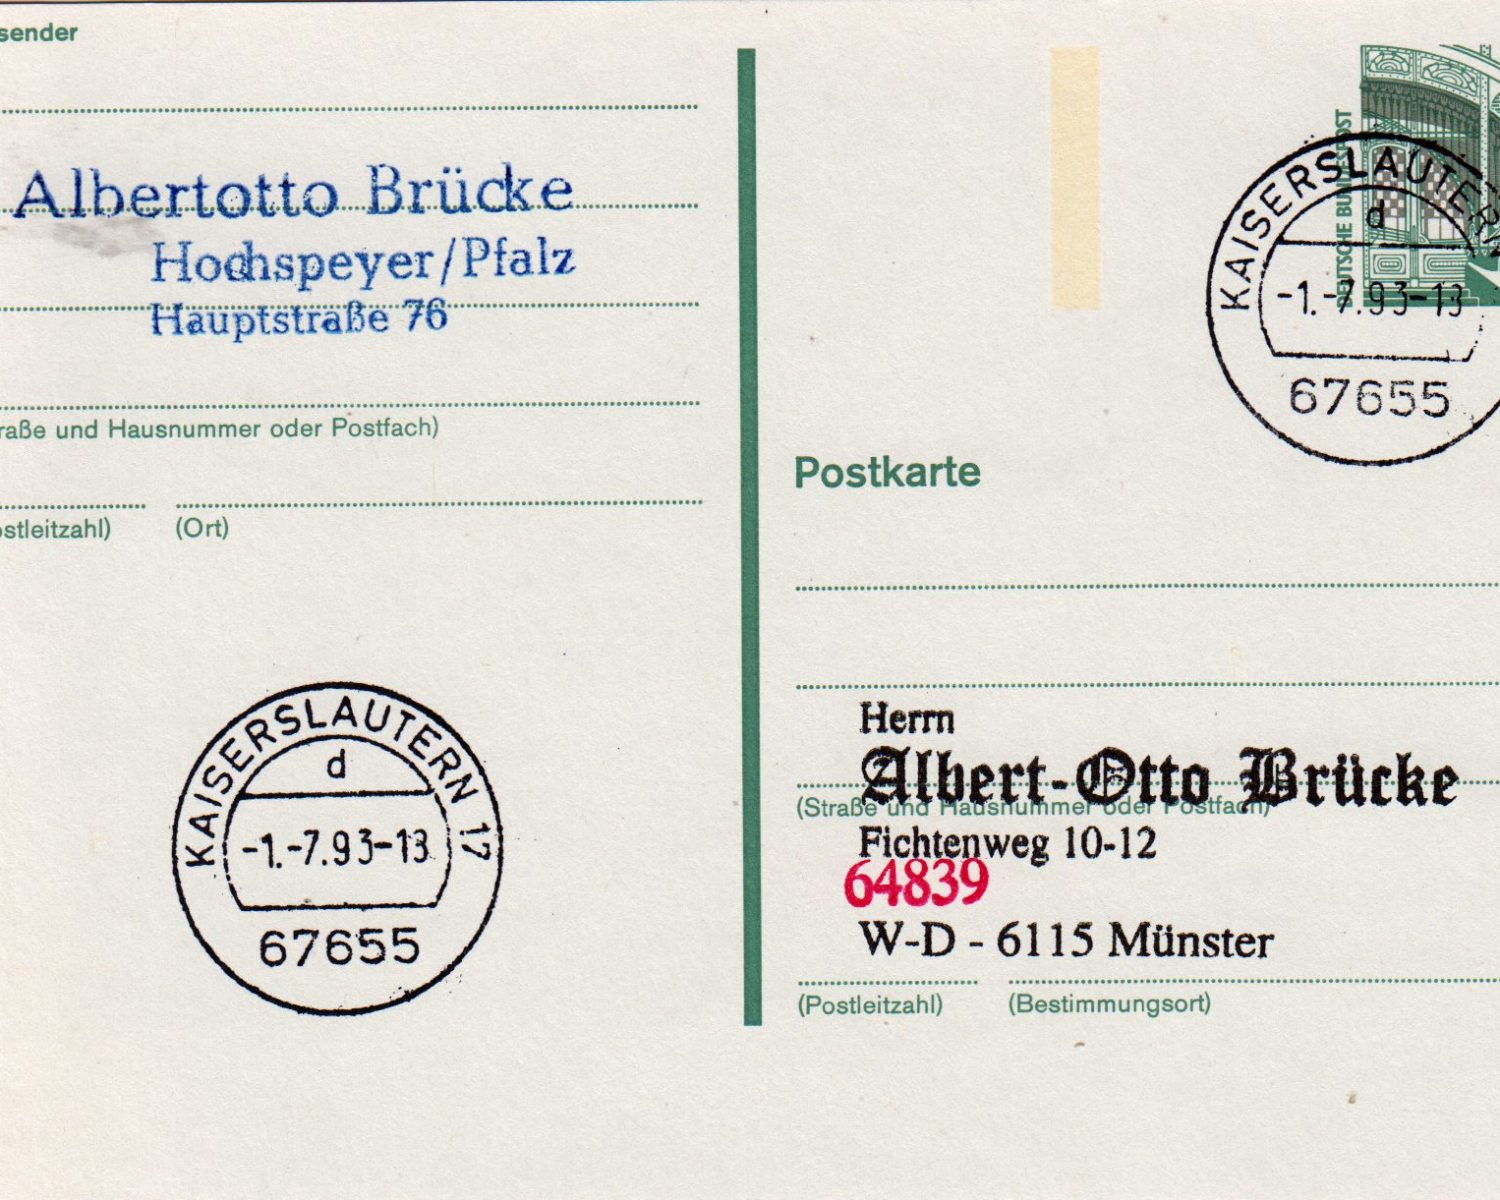 sender
Albertotto Brücke
Hochspeyer/Pfalz
Hauptstraße 76
raße und Hausnummer oder Postfach)
ostleitzahl) (Ort)
KAISERSLAUTERN 17
d
-1.-7.93-13
67655
DEUTSCHE BUNDESPOST
KAISERSLAUTERN
d
-1.-7.93-13
67655
Postkarte
Herrn
Albert-Otto Brücke
(Straße und Hausnummer oder Postfach)
Fichtenweg 10-12
64839
W-D - 6115 Münster
(Postleitzahl) (Bestimmungsort)